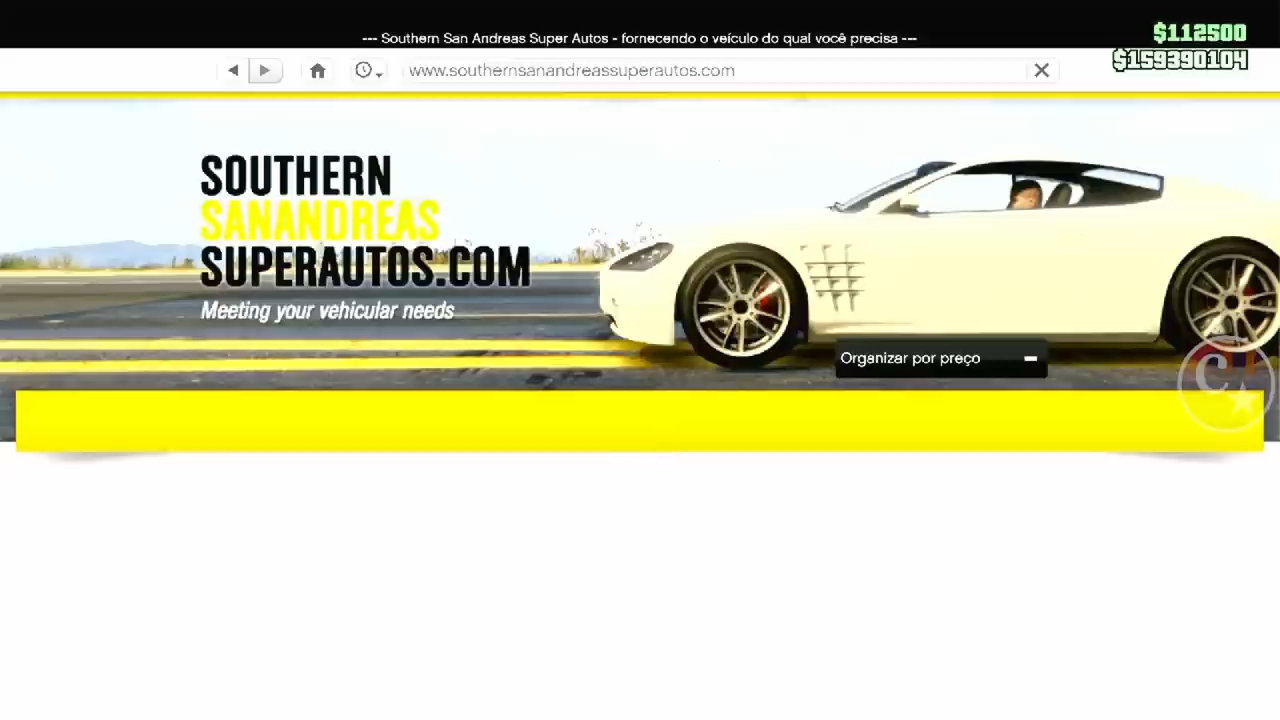 --- Southern San Andreas Super Autos - fornecendo o veículo do qual você precisa ---
$112500
$159390104
www.southernsanandreassuperautos.com
SOUTHERN
SANANDREAS
SUPERAUTOS.COM
Meeting your vehicular needs
Organizar por preço
C